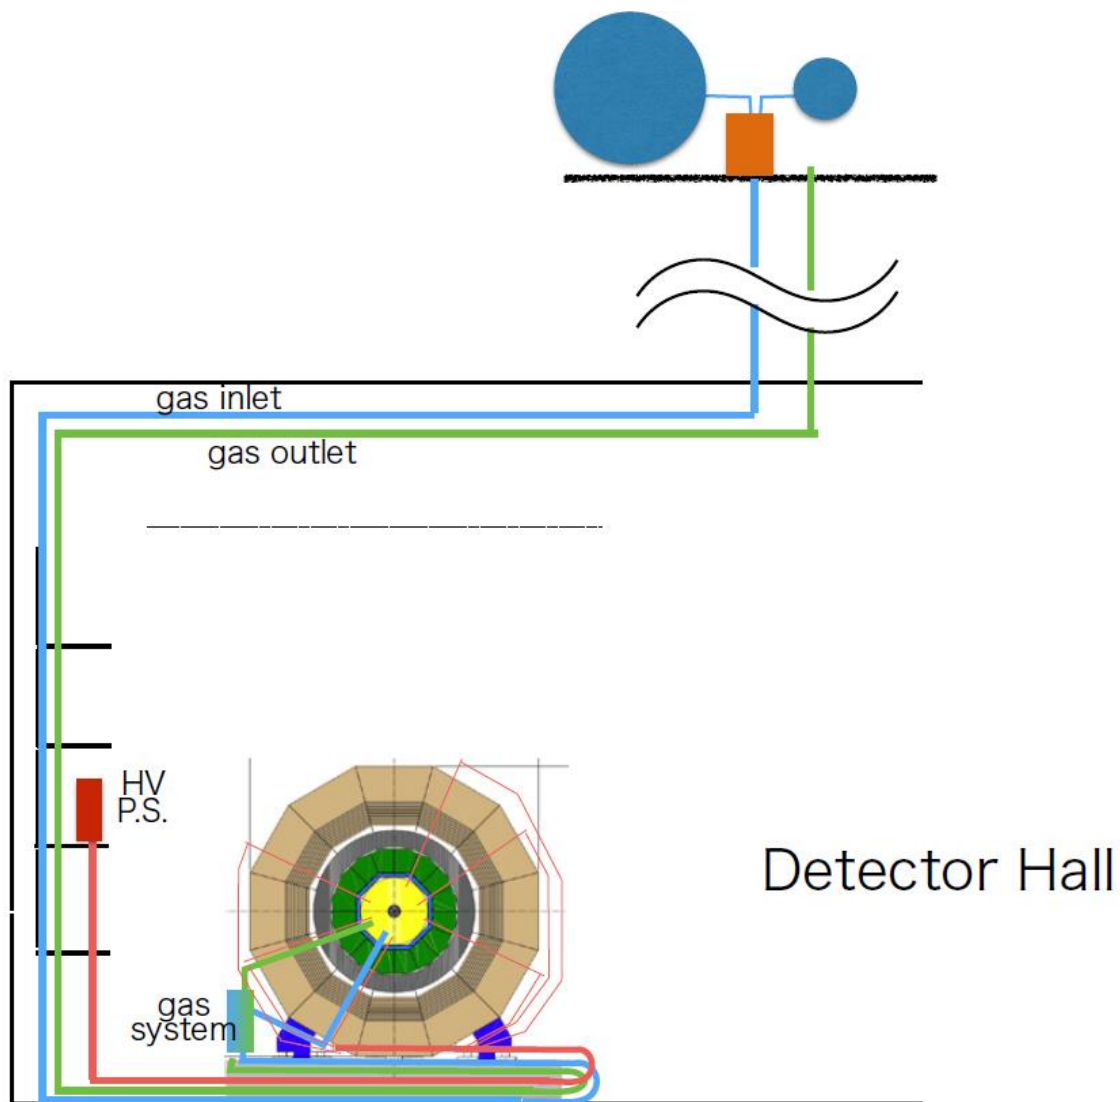 gas inlet
gas outlet
HV
P.S.
Detector Hall
gas
system